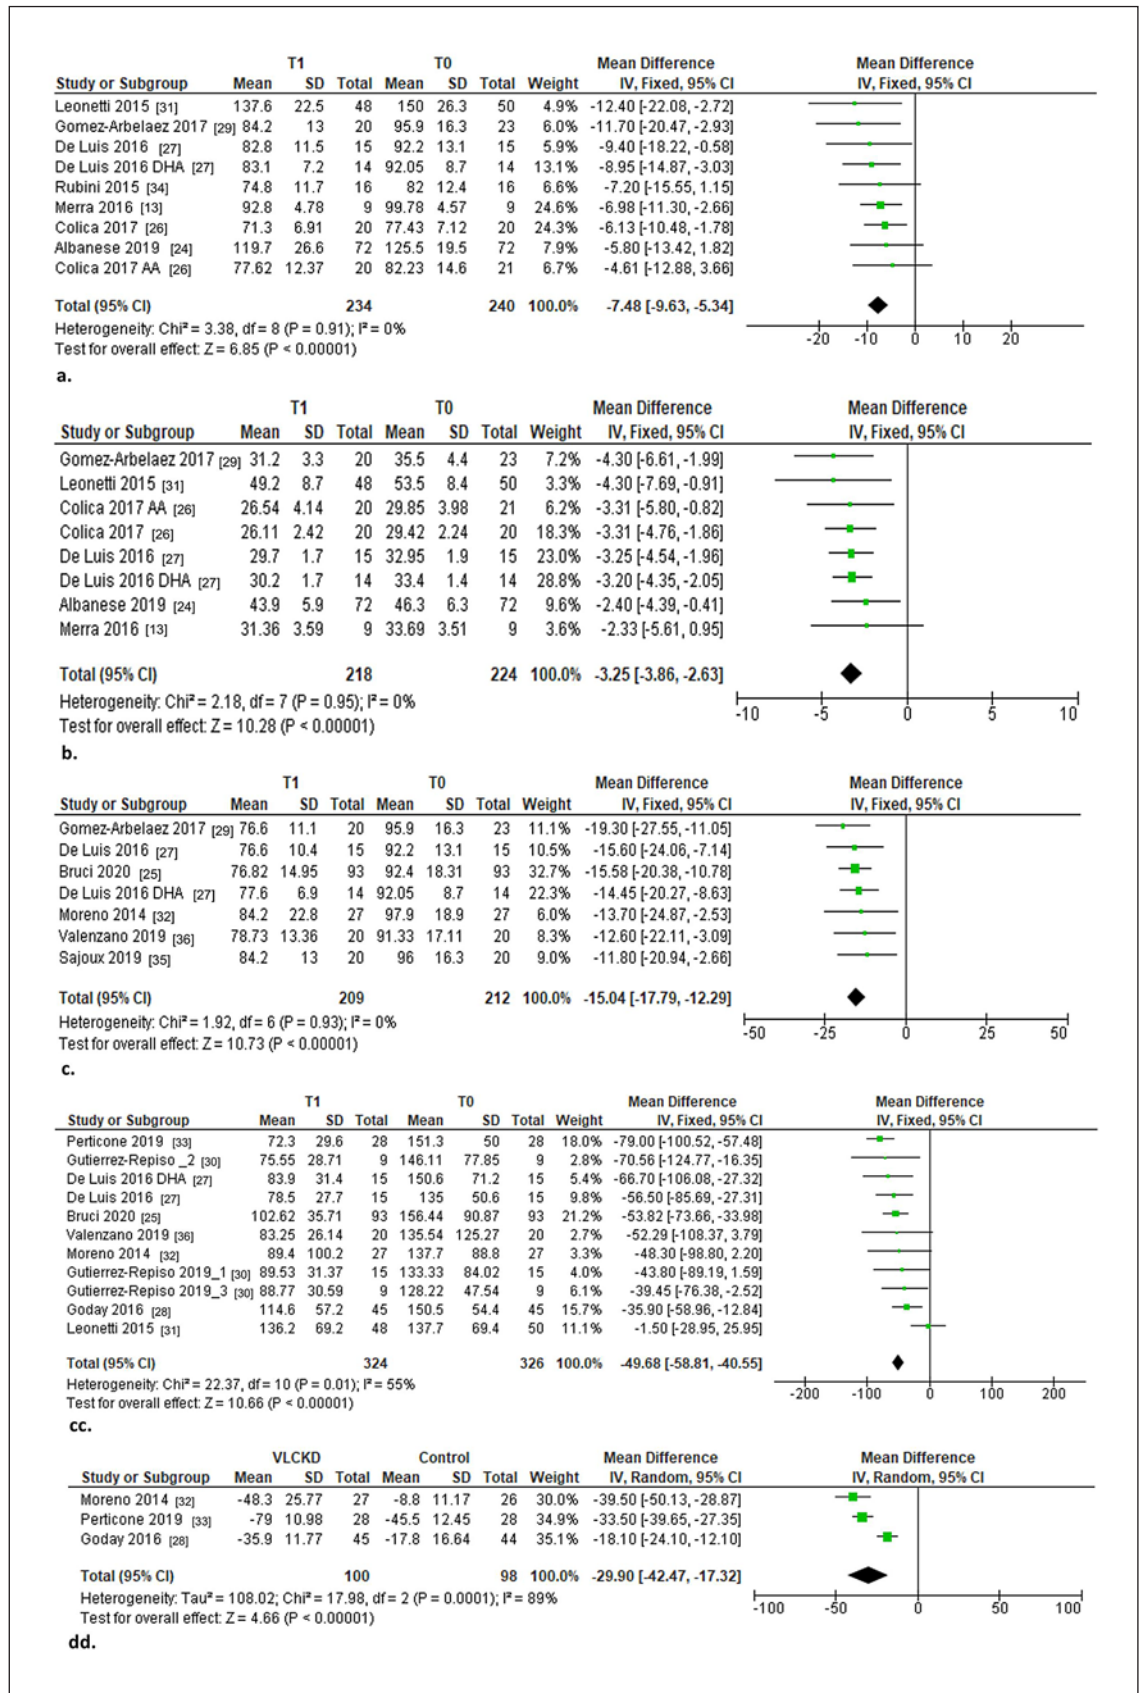 T1 T0 Mean Difference Mean Difference
Study or Subgroup Mean SD Total Mean SD Total Weight IV, Fixed, 95% CI IV, Fixed, 95% CI
Leonetti 2015 [31] 137.6 22.5 48 150 26.3 50 4.9% -12.40 [-22.08, -2.72]
Gomez-Arbelaez 2017 [29] 84.2 13 20 95.9 16.3 23 6.0% -11.70 [-20.47, -2.93]
De Luis 2016 [27] 82.8 11.5 15 92.2 13.1 15 5.9% -9.40 [-18.22, -0.58]
De Luis 2016 DHA [27] 83.1 7.2 14 92.05 8.7 14 13.1% -8.95 [-14.87, -3.03]
Rubini 2015 [34] 74.8 11.7 16 82 12.4 16 6.6% -7.20 [-15.55, 1.15]
Merra 2016 [13] 92.8 4.78 9 99.78 4.57 9 24.6% -6.98 [-11.30, -2.66]
Colica 2017 [26] 71.3 6.91 20 77.43 7.12 20 24.3% -6.13 [-10.48, -1.78]
Albanese 2019 [24] 119.7 26.6 72 125.5 19.5 72 7.9% -5.80 [-13.42, 1.82]
Colica 2017 AA [26] 77.62 12.37 20 82.23 14.6 21 6.7% -4.61 [-12.88, 3.66]
Total (95% CI) 234 240 100.0% -7.48 [-9.63, -5.34]
Heterogeneity: Chi² = 3.38, df = 8 (P = 0.91); I² = 0%
Test for overall effect: Z = 6.85 (P < 0.00001)
-20 -10 0 10 20
a.
T1 T0 Mean Difference Mean Difference
Study or Subgroup Mean SD Total Mean SD Total Weight IV, Fixed, 95% CI IV, Fixed, 95% CI
Gomez-Arbelaez 2017 [29] 31.2 3.3 20 35.5 4.4 23 7.2% -4.30 [-6.61, -1.99]
Leonetti 2015 [31] 49.2 8.7 48 53.5 8.4 50 3.3% -4.30 [-7.69, -0.91]
Colica 2017 AA [26] 26.54 4.14 20 29.85 3.98 21 6.2% -3.31 [-5.80, -0.82]
Colica 2017 [26] 26.11 2.42 20 29.42 2.24 20 18.3% -3.31 [-4.76, -1.86]
De Luis 2016 [27] 29.7 1.7 15 32.95 1.9 15 23.0% -3.25 [-4.54, -1.96]
De Luis 2016 DHA [27] 30.2 1.7 14 33.4 1.4 14 28.8% -3.20 [-4.35, -2.05]
Albanese 2019 [24] 43.9 5.9 72 46.3 6.3 72 9.6% -2.40 [-4.39, -0.41]
Merra 2016 [13] 31.36 3.59 9 33.69 3.51 9 3.6% -2.33 [-5.61, 0.95]
Total (95% CI) 218 224 100.0% -3.25 [-3.86, -2.63]
Heterogeneity: Chi² = 2.18, df = 7 (P = 0.95); I² = 0%
Test for overall effect: Z = 10.28 (P < 0.00001)
-10 -5 0 5 10
b.
T1 T0 Mean Difference Mean Difference
Study or Subgroup Mean SD Total Mean SD Total Weight IV, Fixed, 95% CI IV, Fixed, 95% CI
Gomez-Arbelaez 2017 [29] 76.6 11.1 20 95.9 16.3 23 11.1% -19.30 [-27.55, -11.05]
De Luis 2016 [27] 76.6 10.4 15 92.2 13.1 15 10.5% -15.60 [-24.06, -7.14]
Bruci 2020 [25] 76.82 14.95 93 92.4 18.31 93 32.7% -15.58 [-20.38, -10.78]
De Luis 2016 DHA [27] 77.6 6.9 14 92.05 8.7 14 22.3% -14.45 [-20.27, -8.63]
Moreno 2014 [32] 84.2 22.8 27 97.9 18.9 27 6.0% -13.70 [-24.87, -2.53]
Valenzano 2019 [36] 78.73 13.36 20 91.33 17.11 20 8.3% -12.60 [-22.11, -3.09]
Sajoux 2019 [35] 84.2 13 20 96 16.3 20 9.0% -11.80 [-20.94, -2.66]
Total (95% CI) 209 212 100.0% -15.04 [-17.79, -12.29]
Heterogeneity: Chi² = 1.92, df = 6 (P = 0.93); I² = 0%
Test for overall effect: Z = 10.73 (P < 0.00001)
-50 -25 0 25 50
c.
T1 T0 Mean Difference Mean Difference
Study or Subgroup Mean SD Total Mean SD Total Weight IV, Fixed, 95% CI IV, Fixed, 95% CI
Perticone 2019 [33] 72.3 29.6 28 151.3 50 28 18.0% -79.00 [-100.52, -57.48]
Gutierrez-Repiso _2 [30] 75.55 28.71 9 146.11 77.85 9 2.8% -70.56 [-124.77, -16.35]
De Luis 2016 DHA [27] 83.9 31.4 15 150.6 71.2 15 5.4% -66.70 [-106.08, -27.32]
De Luis 2016 [27] 78.5 27.7 15 135 50.6 15 9.8% -56.50 [-85.69, -27.31]
Bruci 2020 [25] 102.62 35.71 93 156.44 90.87 93 21.2% -53.82 [-73.66, -33.98]
Valenzano 2019 [36] 83.25 26.14 20 135.54 125.27 20 2.7% -52.29 [-108.37, 3.79]
Moreno 2014 [32] 89.4 100.2 27 137.7 88.8 27 3.3% -48.30 [-98.80, 2.20]
Gutierrez-Repiso 2019_1 [30] 89.53 31.37 15 133.33 84.02 15 4.0% -43.80 [-89.19, 1.59]
Gutierrez-Repiso 2019_3 [30] 88.77 30.59 9 128.22 47.54 9 6.1% -39.45 [-76.38, -2.52]
Goday 2016 [28] 114.6 57.2 45 150.5 54.4 45 15.7% -35.90 [-58.96, -12.84]
Leonetti 2015 [31] 136.2 69.2 48 137.7 69.4 50 11.1% -1.50 [-28.95, 25.95]
Total (95% CI) 324 326 100.0% -49.68 [-58.81, -40.55]
Heterogeneity: Chi² = 22.37, df = 10 (P = 0.01); I² = 55%
Test for overall effect: Z = 10.66 (P < 0.00001)
-200 -100 0 100 200
cc.
VLCKD Control Mean Difference Mean Difference
Study or Subgroup Mean SD Total Mean SD Total Weight IV, Random, 95% CI IV, Random, 95% CI
Moreno 2014 [32] -48.3 25.77 27 -8.8 11.17 26 30.0% -39.50 [-50.13, -28.87]
Perticone 2019 [33] -79 10.98 28 -45.5 12.45 28 34.9% -33.50 [-39.65, -27.35]
Goday 2016 [28] -35.9 11.77 45 -17.8 16.64 44 35.1% -18.10 [-24.10, -12.10]
Total (95% CI) 100 98 100.0% -29.90 [-42.47, -17.32]
Heterogeneity: Tau² = 108.02; Chi² = 17.98, df = 2 (P = 0.0001); I² = 89%
Test for overall effect: Z = 4.66 (P < 0.00001)
-100 -50 0 50 100
dd.